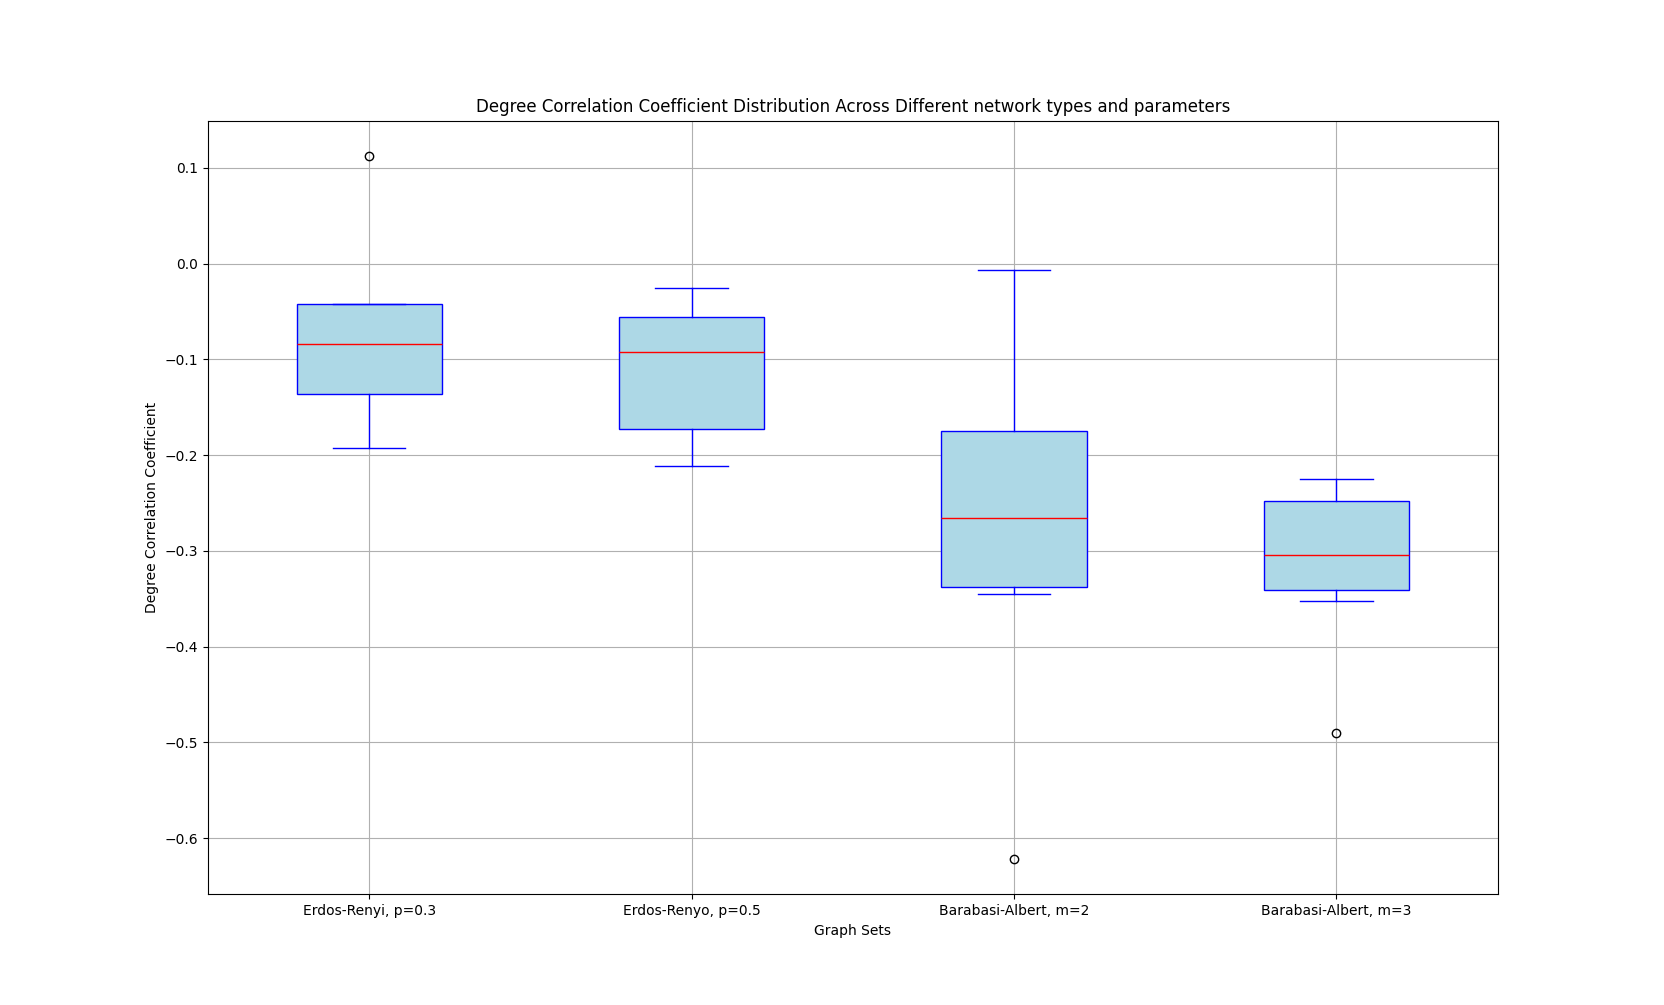 Degree Correlation Coefficient Distribution Across Different network types and parameters
0.1
0.0
−0.1
−0.2
−0.3
−0.4
−0.5
−0.6
Degree Correlation Coefficient
Erdos-Renyi, p=0.3
Erdos-Renyo, p=0.5
Barabasi-Albert, m=2
Barabasi-Albert, m=3
Graph Sets